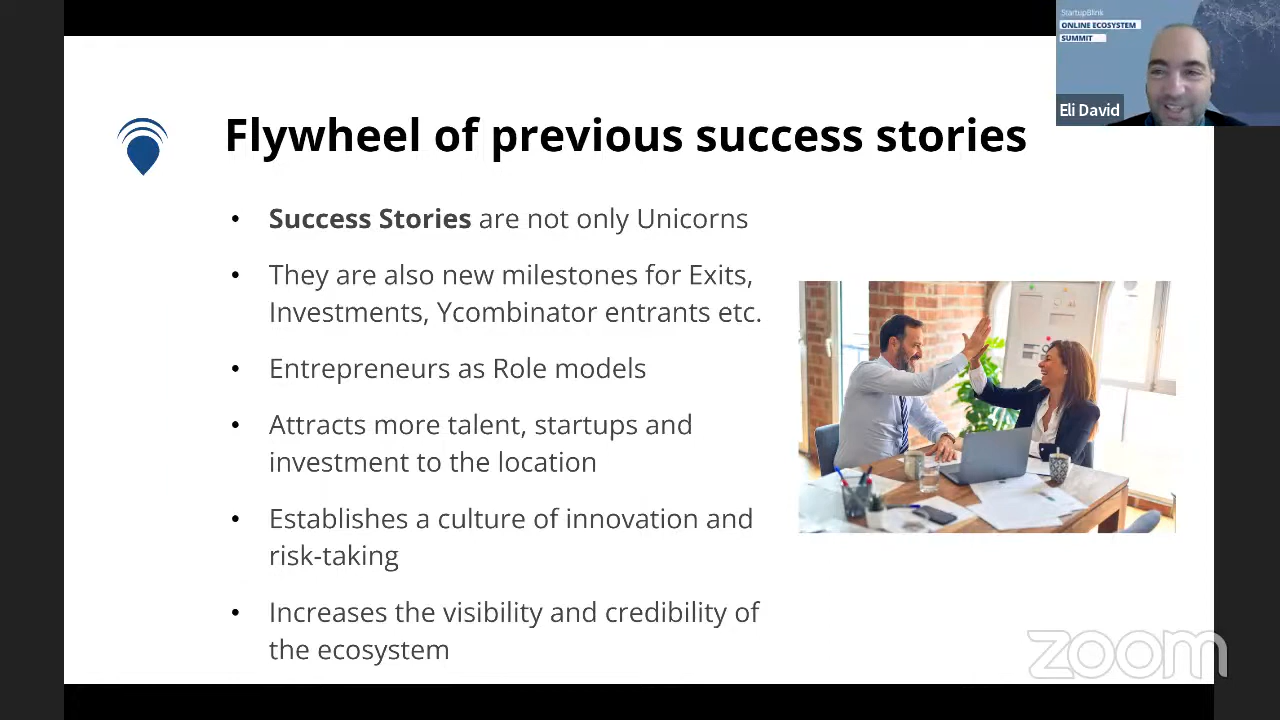 StartupBlink
ONLINE ECOSYSTEM
SUMMIT
Eli David
Flywheel of previous success stories
• Success Stories are not only Unicorns
• They are also new milestones for Exits,
Investments, Ycombinator entrants etc.
• Entrepreneurs as Role models
• Attracts more talent, startups and
investment to the location
• Establishes a culture of innovation and
risk-taking
• Increases the visibility and credibility of
the ecosystem
zoom